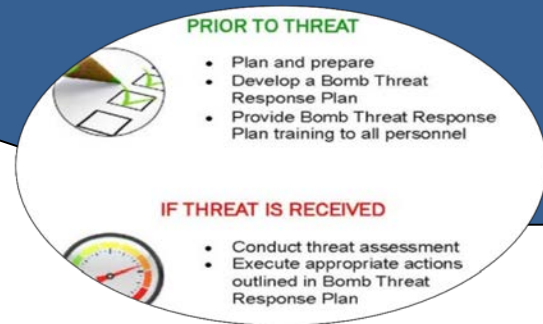 PRIOR TO THREAT
• Plan and prepare
• Develop a Bomb Threat
Response Plan
• Provide Bomb Threat Response
Plan training to all personnel
IF THREAT IS RECEIVED
• Conduct threat assessment
• Execute appropriate actions
outlined in Bomb Threat
Response Plan